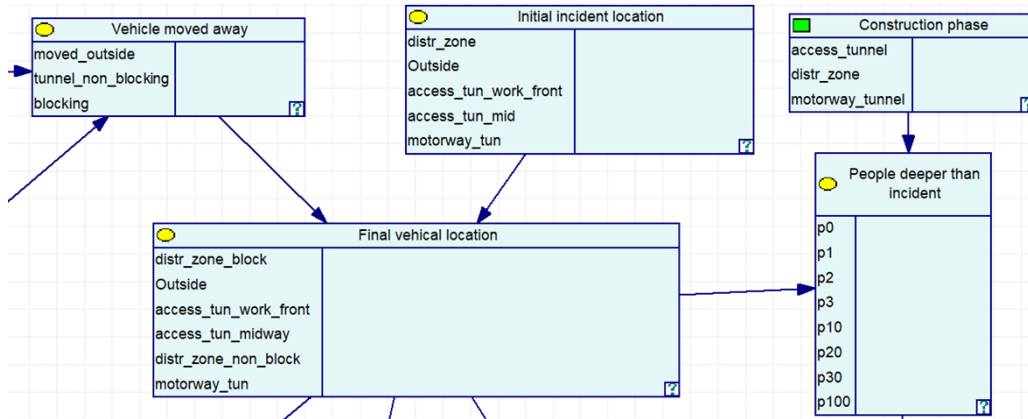 Vehicle moved away
moved_outside
tunnel_non_blocking
blocking
?
Initial incident location
distr_zone
Outside
access_tun_work_front
access_tun_mid
motorway_tun
?
Construction phase
access_tunnel
distr_zone
motorway_tunnel
?
Final vehical location
distr_zone_block
Outside
access_tun_work_front
access_tun_midway
distr_zone_non_block
motorway_tun
?
People deeper than
incident
p0
p1
p2
p3
p10
p20
p30
p100
?